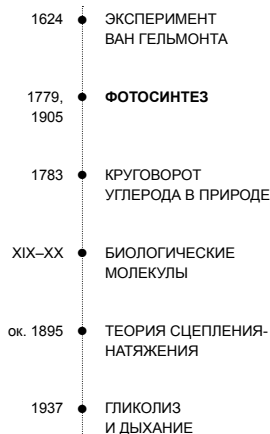 1624 ЭКСПЕРИМЕНТ
ВАН ГЕЛЬМОНТА
1779, ФОТОСИНТЕЗ
1905
1783 КРУГОВОРОТ
УГЛЕРОДА В ПРИРОДЕ
XIX–XX БИОЛОГИЧЕСКИЕ
МОЛЕКУЛЫ
ок. 1895 ТЕОРИЯ СЦЕПЛЕНИЯ-
НАТЯЖЕНИЯ
1937 ГЛИКОЛИЗ
И ДЫХАНИЕ